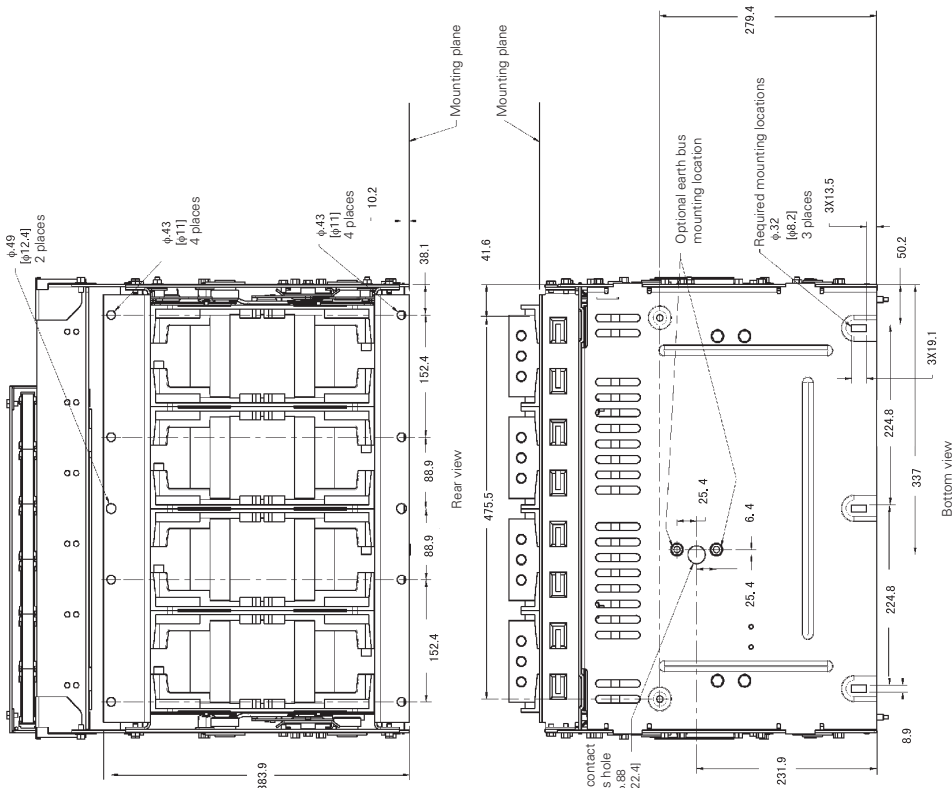 φ.49
[φ12.4]
2 places
φ.43
[φ11]
4 places
φ.43
[φ11]
4 places
10.2
38.1
152.4
88.9
88.9
152.4
383.9
Mounting plane
Rear view
Mounting plane
41.6
475.5
279.4
Optional earth bus
mounting location
Required mounting locations
φ.32
[φ8.2]
3 places
3X13.5
50.2
3X19.1
224.8
337
224.8
8.9
25.4
6.4
25.4
231.9
contact
s hole
.88
22.4]
Bottom view